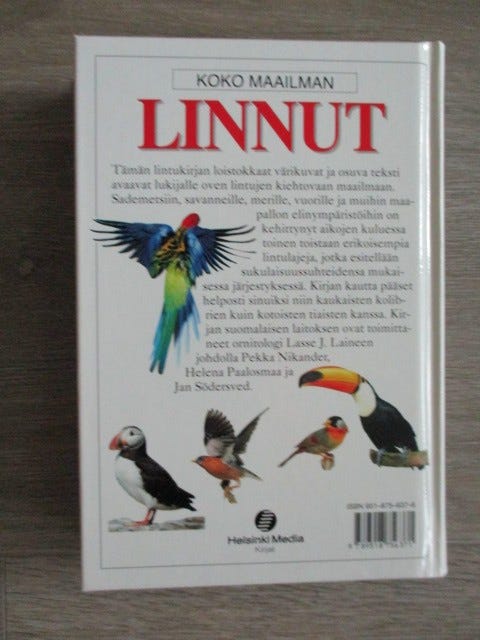 KOKO MAAILMAN
LINNUT
Tämän lintukirjan loistokkaat värikuvat ja osuva teksti
avaavat lukijalle oven lintujen kiehtovaan maailmaan.
Sademetsiin, savanneille, merille, vuorille ja muihin maa-
pallon elinympäristöihin on
kehittynyt aikojen kuluessa
toinen toistaan erikoisempia
lintulajeja, jotka esitellään
sukulaisuussuhteidensa mukai-
sessa järjestyksessä. Kirjan kautta pääset
helposti sinuiksi niin kaukaisten kolib-
rien kuin kotoisten tiaisten kanssa. Kir-
jan suomalaisen laitoksen ovat toimitta-
neet ornitologi Lasse J. Laineen
johdolla Pekka Nikander,
Helena Paalosmaa ja
Jan Södersved.
ISBN
Helsinki Media
Kirjat